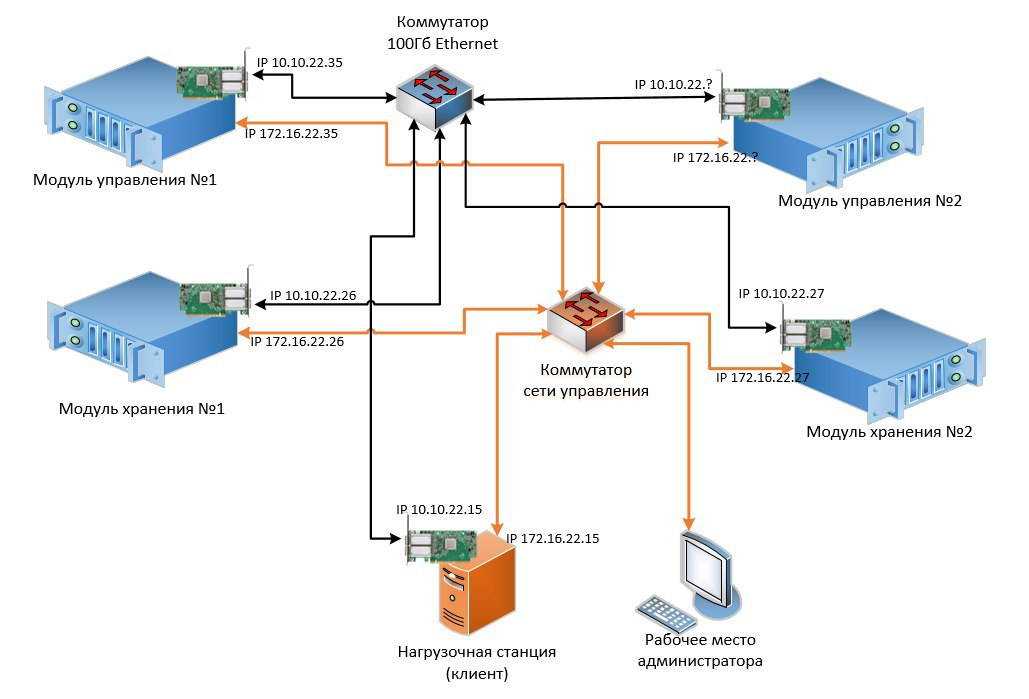 Коммутатор
100Гб Ethernet
IP 10.10.22.35
IP 10.10.22.?
IP 172.16.22.35
IP 172.16.22.?
Модуль управления №1
Модуль управления №2
IP 10.10.22.26
IP 10.10.22.27
IP 172.16.22.26
Коммутатор
сети управления
IP 172.16.22.27
Модуль хранения №1
Модуль хранения №2
IP 10.10.22.15
IP 172.16.22.15
Нагрузочная станция
(клиент)
Рабочее место
администратора